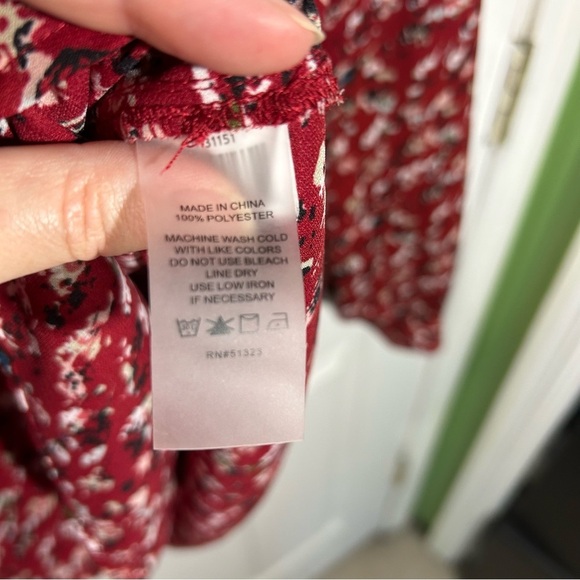 31151
MADE IN CHINA
100% POLYESTER
MACHINE WASH COLD
WITH LIKE COLORS
DO NOT USE BLEACH
LINE DRY
USE LOW IRON
IF NECESSARY
RN#51323